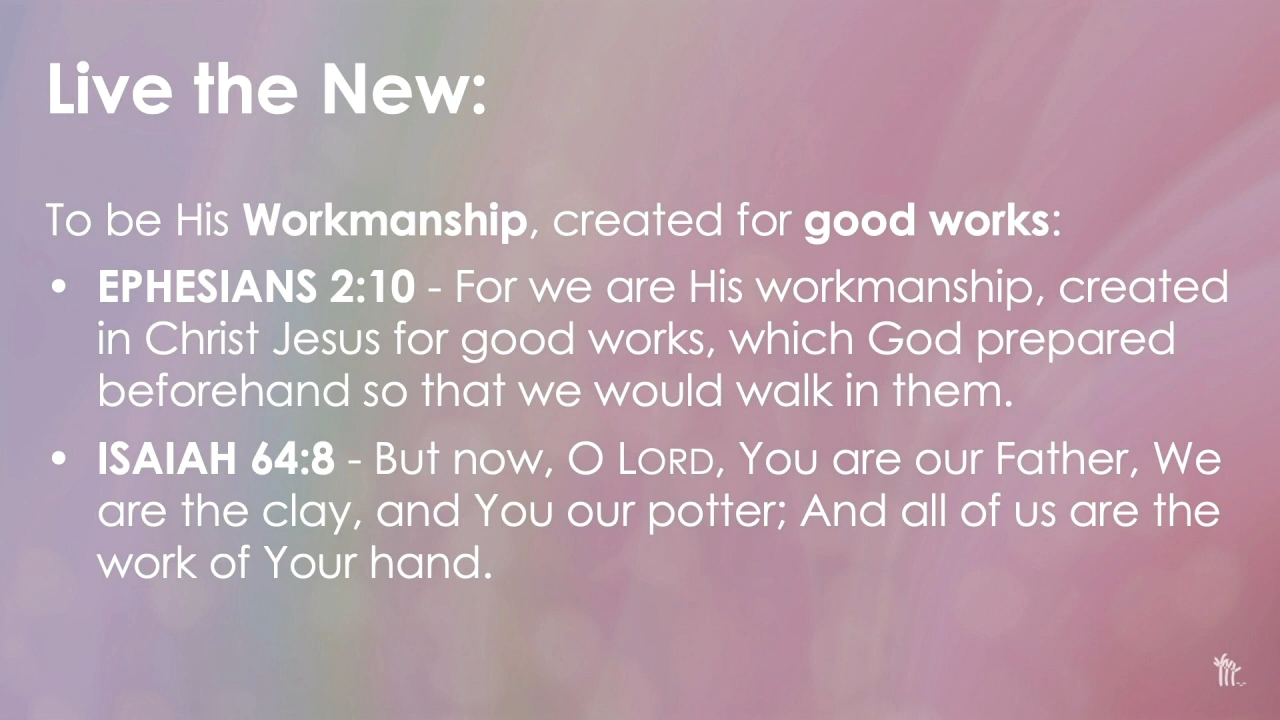 Live the New:
To be His Workmanship, created for good works:
• EPHESIANS 2:10 - For we are His workmanship, created
in Christ Jesus for good works, which God prepared
beforehand so that we would walk in them.
• ISAIAH 64:8 - But now, O LORD, You are our Father, We
are the clay, and You our potter; And all of us are the
work of Your hand.